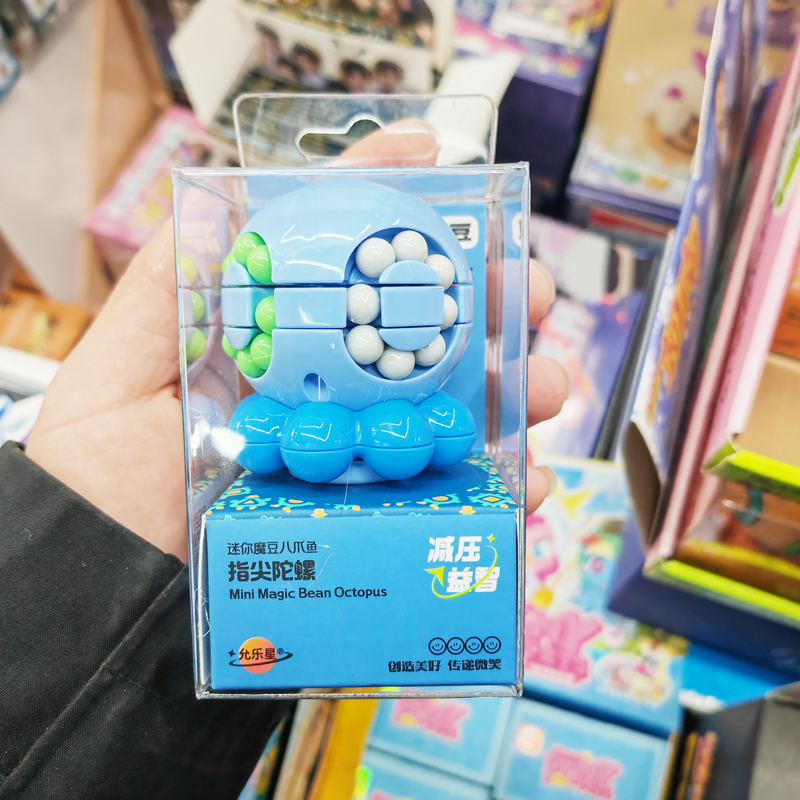 豆
迷你魔豆八爪鱼
指尖陀螺
Mini Magic Bean Octopus
减压
益智
允乐星®
创造美好 传递微笑